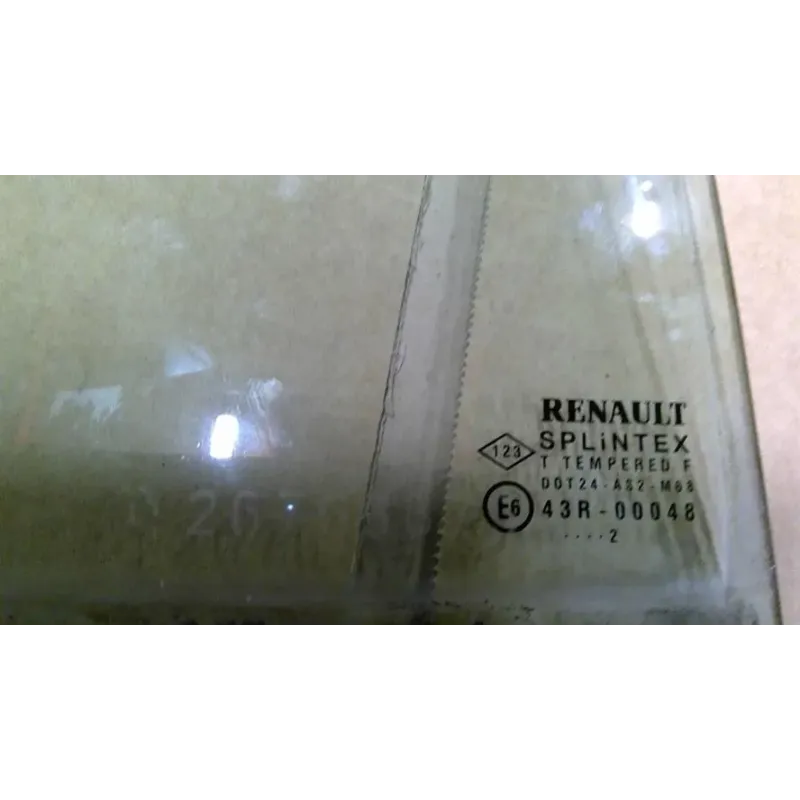 RENAULT
SPLiNTEX
123
T TEMPERED F
DOT24-AS2-M68
E6 43R-00048
....2